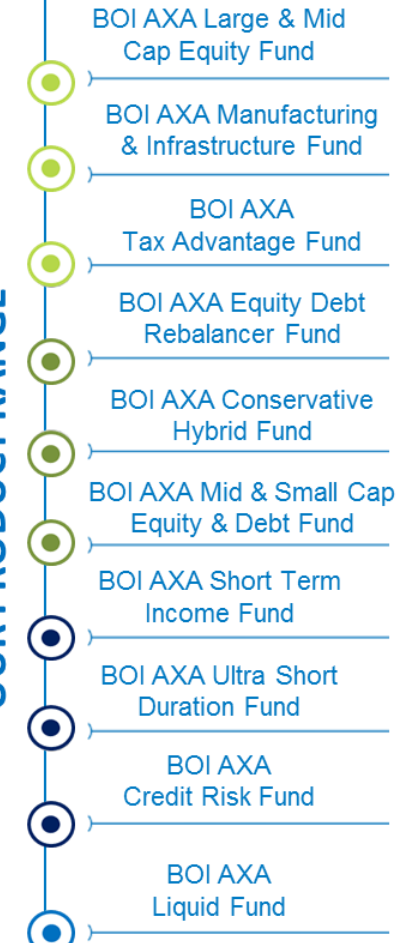 BOI AXA Large & Mid
Cap Equity Fund
BOI AXA Manufacturing
& Infrastructure Fund
BOI AXA
Tax Advantage Fund
BOI AXA Equity Debt
Rebalancer Fund
BOI AXA Conservative
Hybrid Fund
BOI AXA Mid & Small Cap
Equity & Debt Fund
BOI AXA Short Term
Income Fund
BOI AXA Ultra Short
Duration Fund
BOI AXA
Credit Risk Fund
BOI AXA
Liquid Fund